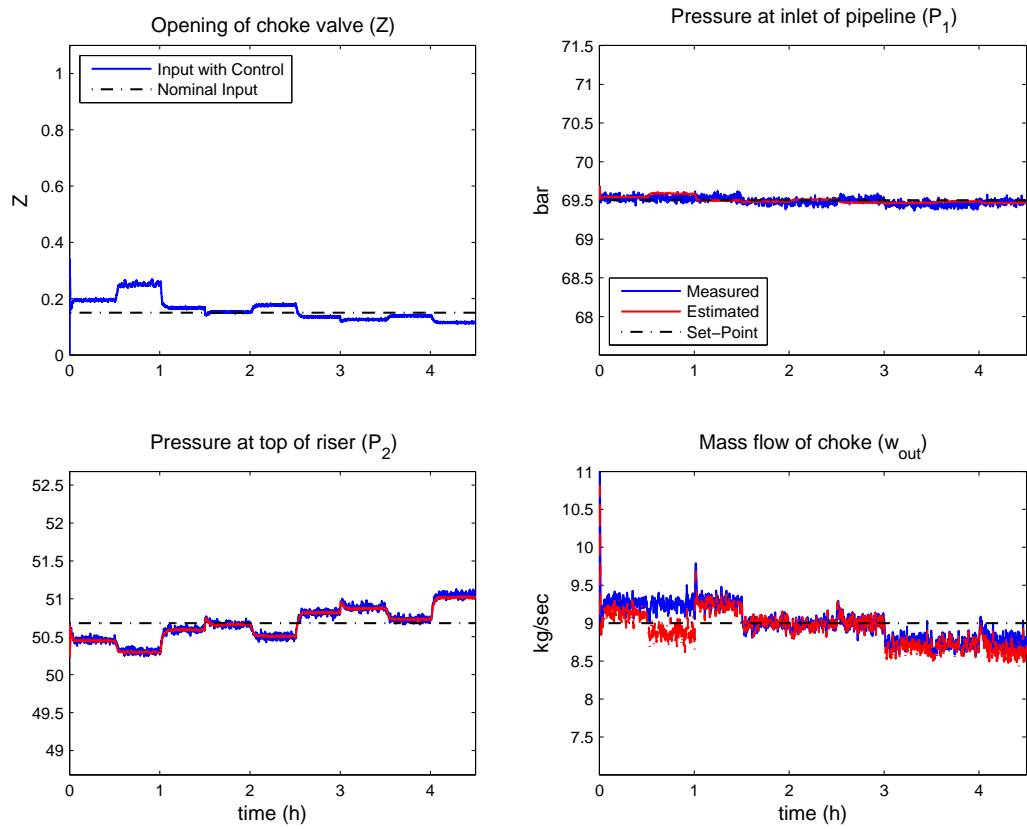 Opening of choke valve (Z)
1
0.8
0.6
0.4
0.2
0
Z
0 1 2 3 4
Input with Control
Nominal Input
Pressure at inlet of pipeline (P1)
71.5
71
70.5
70
69.5
69
68.5
68
bar
0 1 2 3 4
Measured
Estimated
Set−Point
Pressure at top of riser (P2)
52.5
52
51.5
51
50.5
50
49.5
49
0 1 2 3 4
time (h)
Mass flow of choke (wout)
11
10.5
10
9.5
9
8.5
8
7.5
kg/sec
0 1 2 3 4
time (h)